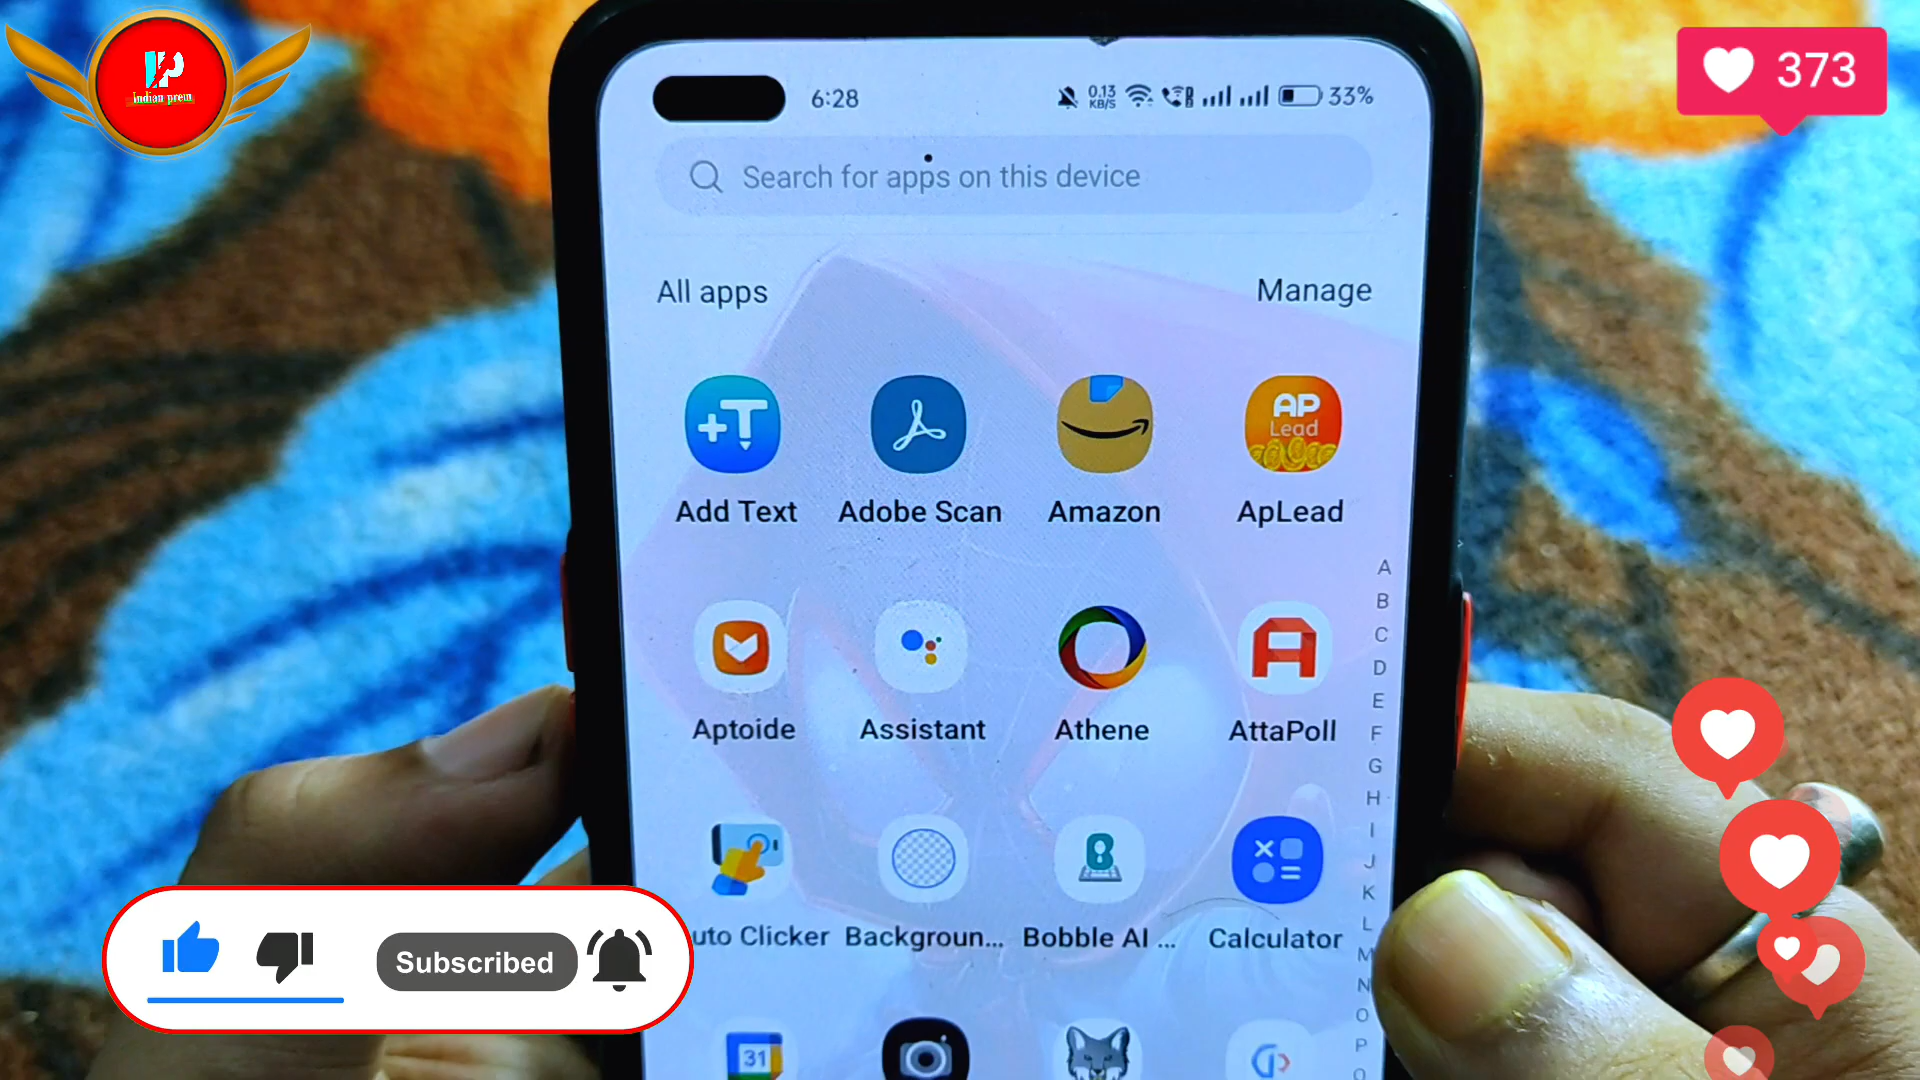 IP
Indian prem
373
6:28
0.13
KB/S
33%
Search for apps on this device
All apps
Manage
+T
AP
Lead
Add Text
Adobe Scan
Amazon
ApLead
A
B
C
D
E
F
G
H
I
J
K
L
M
N
O
P
Q
Aptoide
Assistant
Athene
AttaPoll
uto Clicker
Backgroun...
Bobble AI ...
Calculator
Subscribed
31